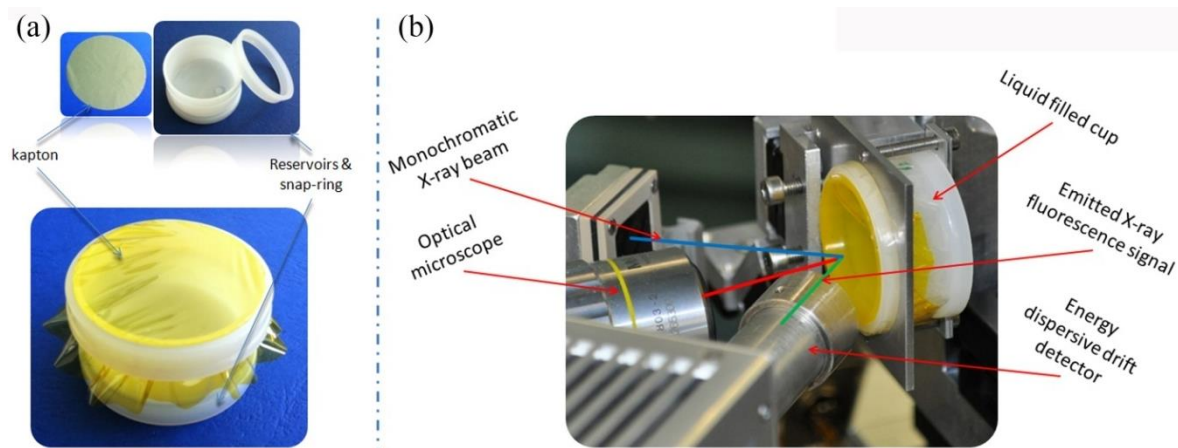 (a)
kapton
Reservoirs &
snap-ring
(b)
Monochromatic
X-ray beam
Optical
microscope
Liquid filled cup
Emitted X-ray
fluorescence signal
Energy
dispersive drift
detector